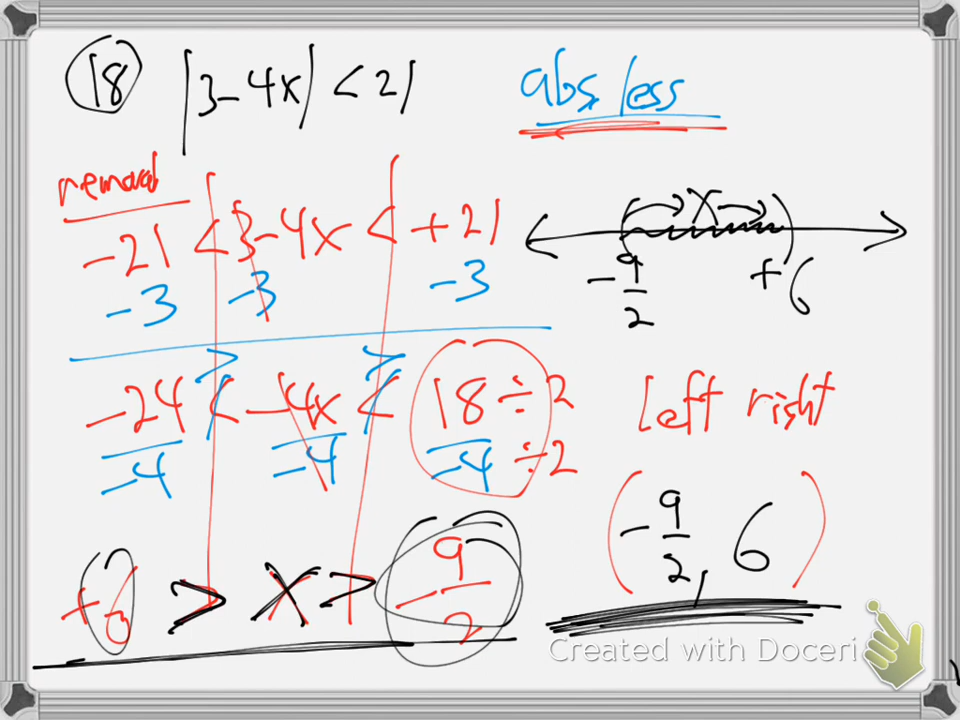 18 |3-4x| < 21
abs less
removal
-21 < 3-4x < +21
-3 -3 -3
-24 > < -4x > < 18 ÷2
-4 -4 -4 ÷2
+6 > x > -9/2
x
-9/2 +6
left right
(-9/2, 6)
Created with Doceri